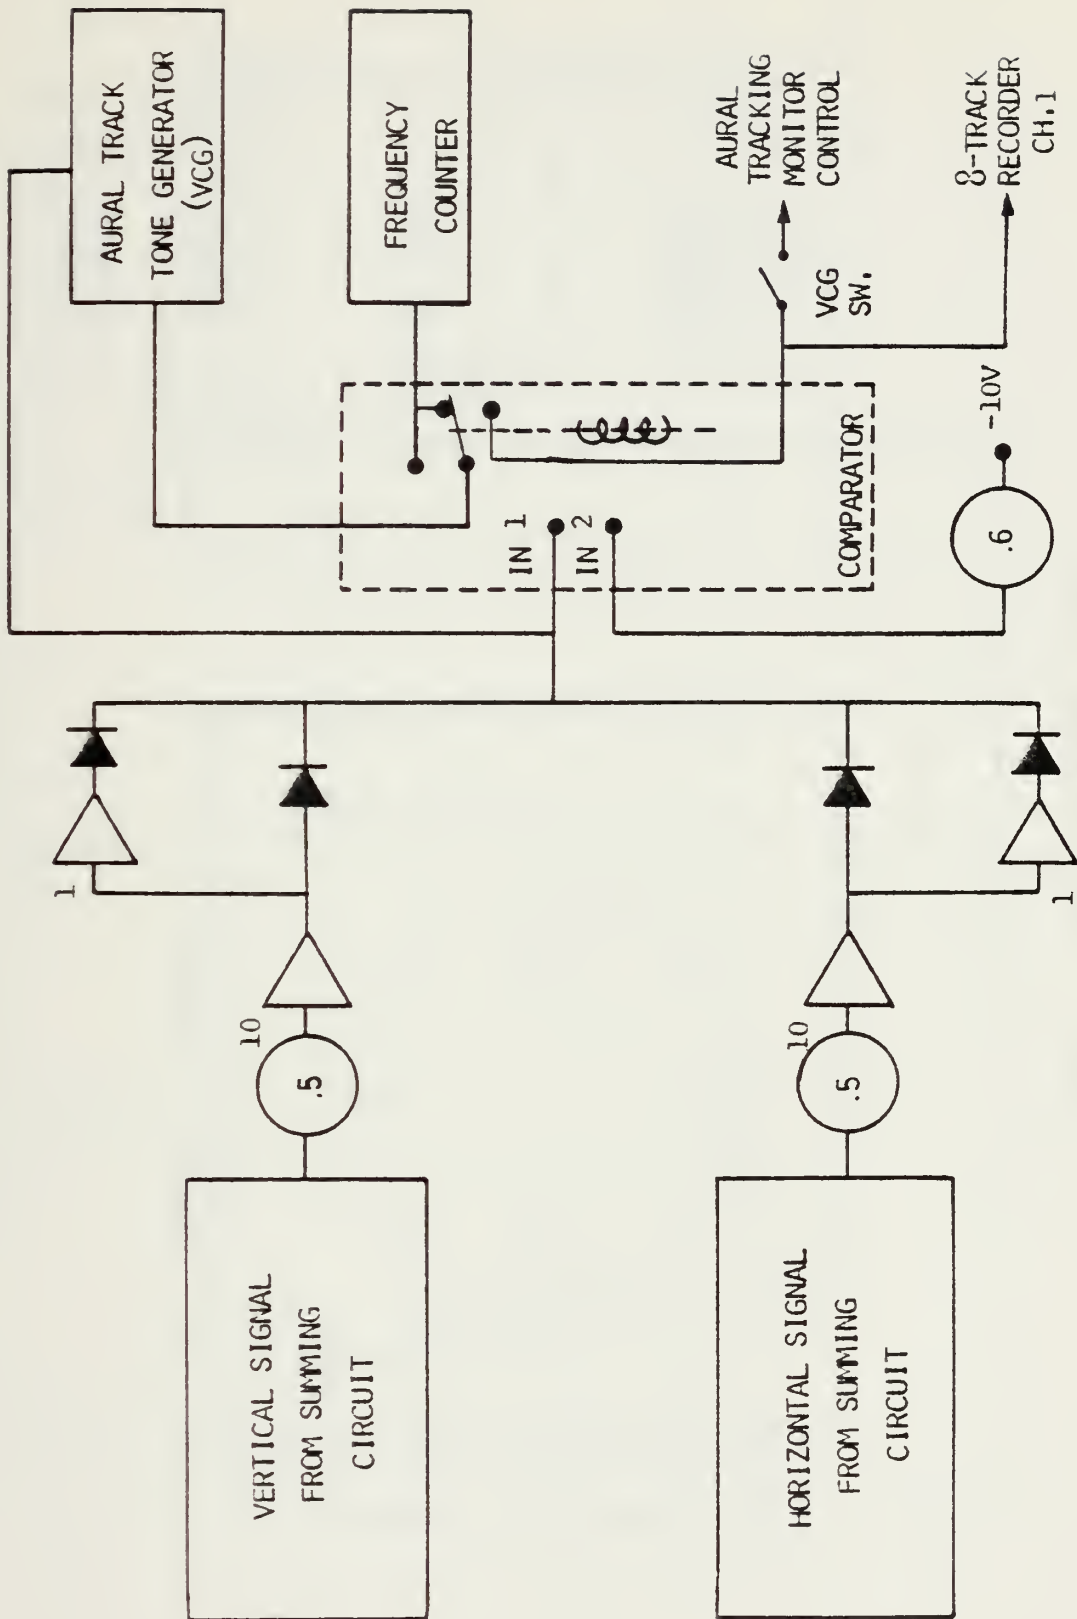 AURAL TRACK
TONE GENERATOR
(VCG)
FREQUENCY
COUNTER
AURAL
TRACKING
MONITOR
CONTROL
VCG
SW.
8-TRACK
RECORDER
CH.1
-10V
.6
COMPARATOR
IN 1
IN 2
1
10
.5
VERTICAL SIGNAL
FROM SUMMING
CIRCUIT
10
.5
1
HORIZONTAL SIGNAL
FROM SUMMING
CIRCUIT